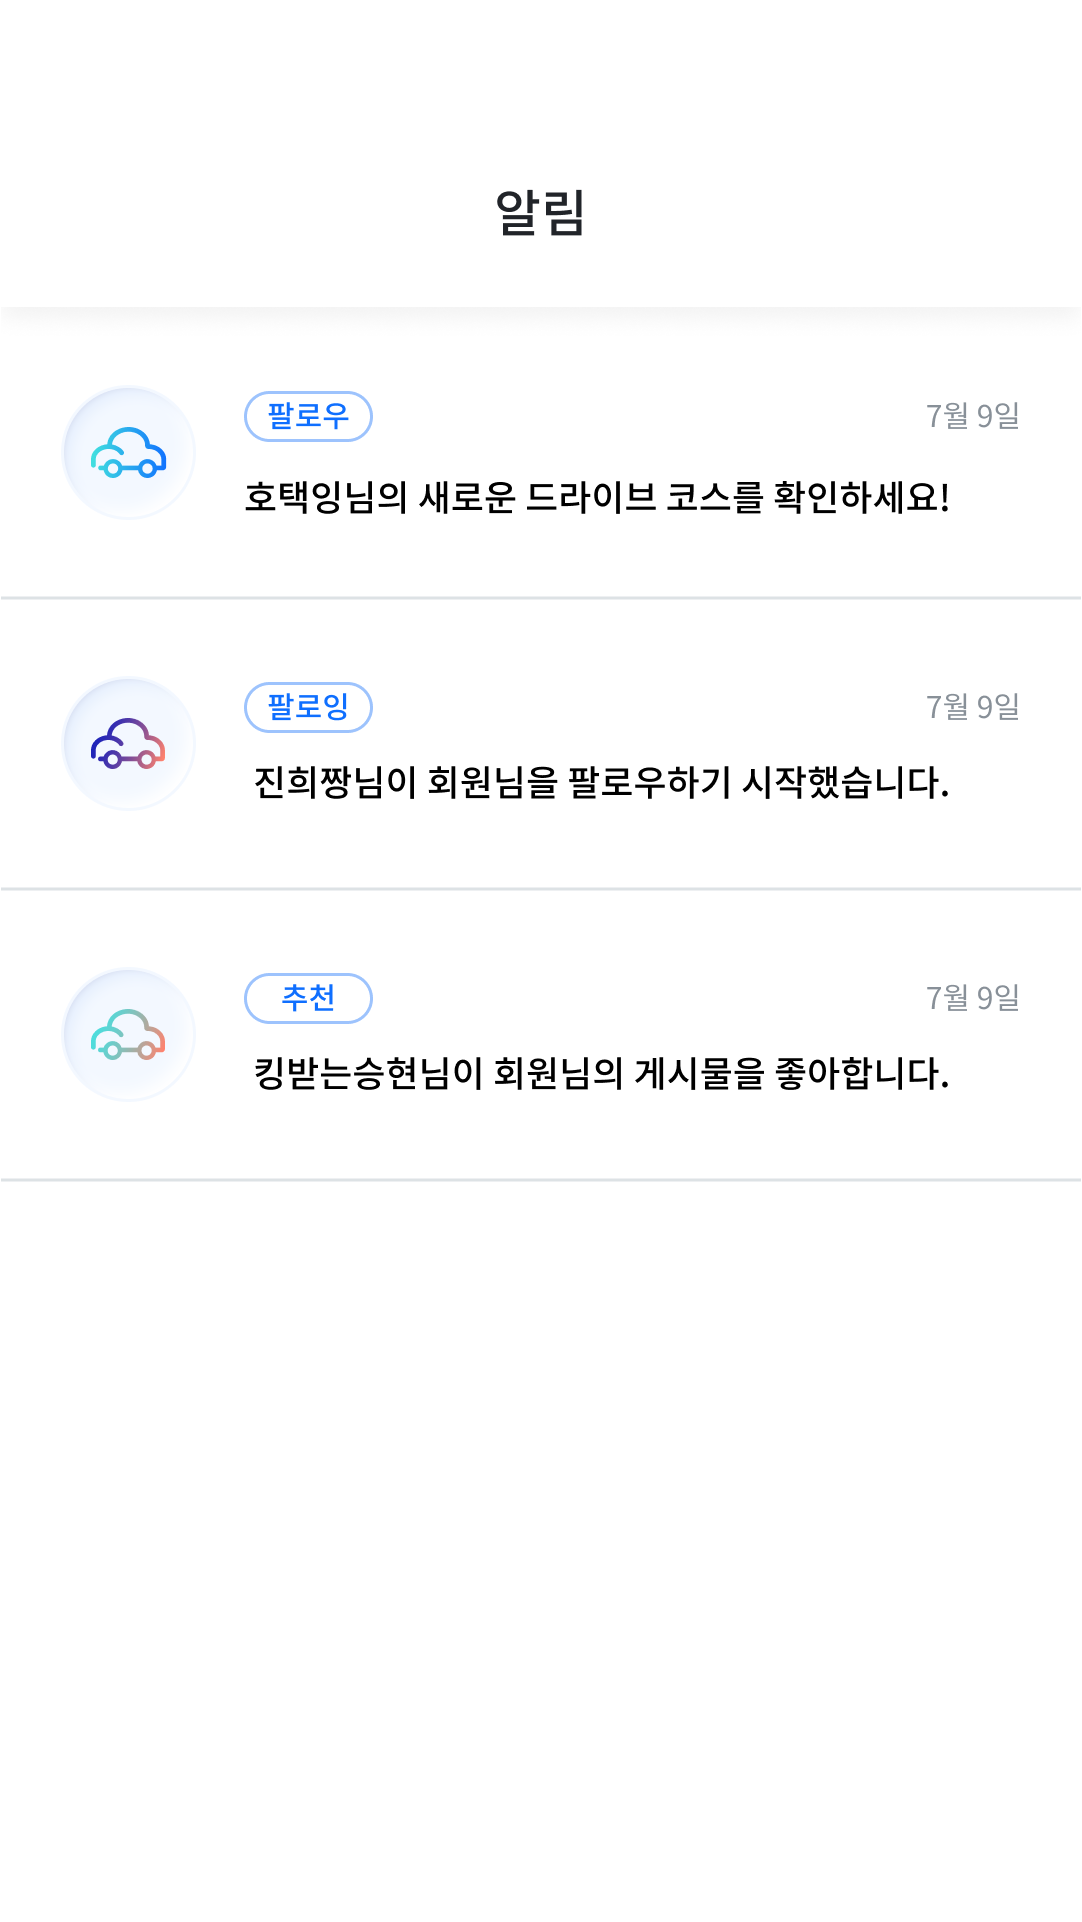 알림
팔로우
7월 9일
호택잉님의 새로운 드라이브 코스를 확인하세요!
팔로잉
7월 9일
진희짱님이 회원님을 팔로우하기 시작했습니다.
추천
7월 9일
킹받는승현님이 회원님의 게시물을 좋아합니다.